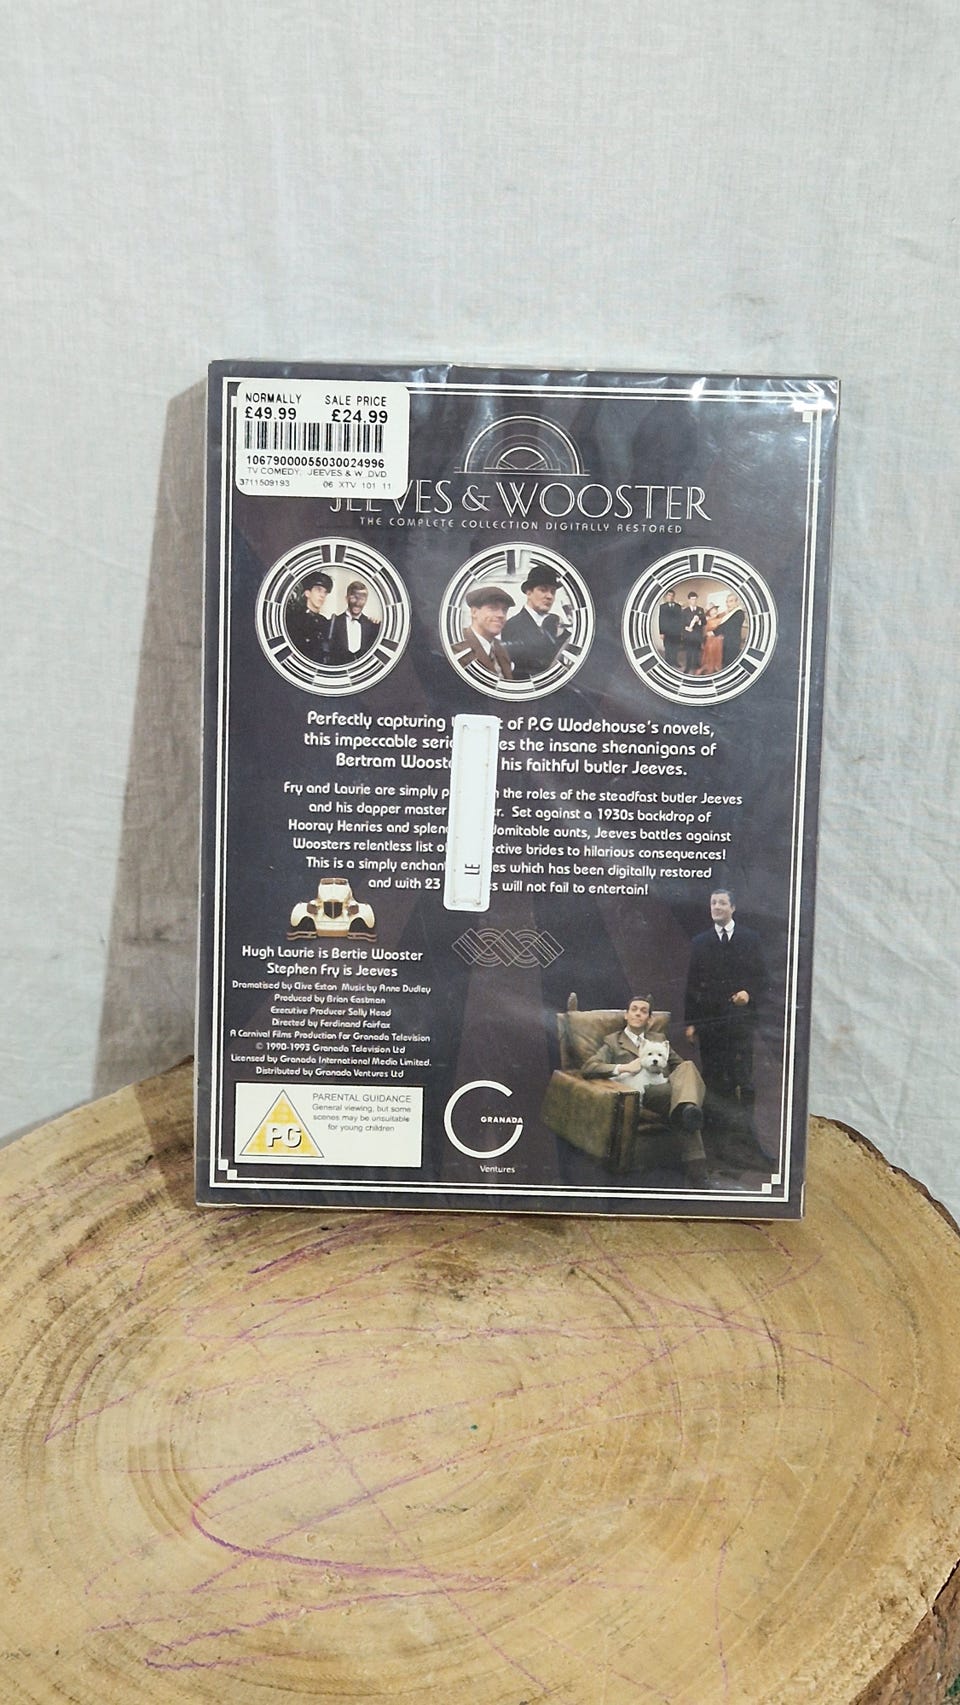 NORMALLY SALE PRICE
£49.99 £24.99
10679000055030024996
TV COMEDY: JEEVES & W DVD
3711509193 06 XTV 101 11
JEEVES & WOOSTER
THE COMPLETE COLLECTION DIGITALLY RESTORED
Perfectly capturing of P.G Wodehouse's novels,
this impeccable the insane shenanigans of
Bertram his faithful butler Jeeves.
Fry and Laurie are simply the roles of the steadfast butler Jeeves
and his dapper master Set against a 1930s backdrop of
Hooray Henries and aunts, Jeeves battles against
Woosters relentless list brides to hilarious consequences!
This is a simply which has been digitally restored
and with 23 will not fail to entertain!
LE
Hugh Laurie is Bertie Wooster
Stephen Fry is Jeeves
Dramatised by Clive Exton Music by Anne Dudley
Produced by Brian Eastman
Executive Producer Sally Head
Directed by Ferdinand Fairfax
A Carnival Films Production for Granada Television
© 1990-1993 Granada Television Ltd
Licensed by Granada International Media Limited.
Distributed by Granada Ventures Ltd
PG
PARENTAL GUIDANCE
General viewing, but some
scenes may be unsuitable
for young children
GRANADA
Ventures